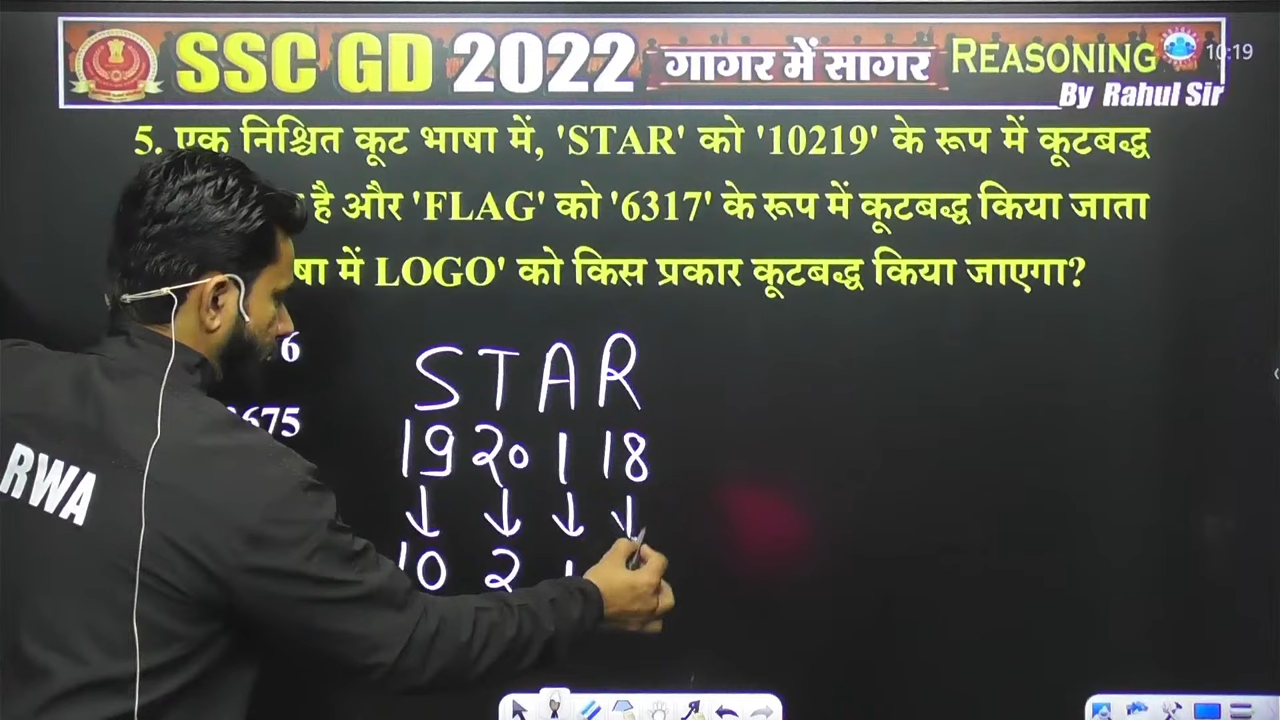 SSC GD 2022 गागर में सागर REASONING 10:19
By Rahul Sir
5. एक निश्चित कूट भाषा में, 'STAR' को '10219' के रूप में कूटबद्ध
है और 'FLAG' को '6317' के रूप में कूटबद्ध किया जाता
में LOGO' को किस प्रकार कूटबद्ध किया जाएगा?
6
675
STAR
19 20 1 18
10 2
RWA